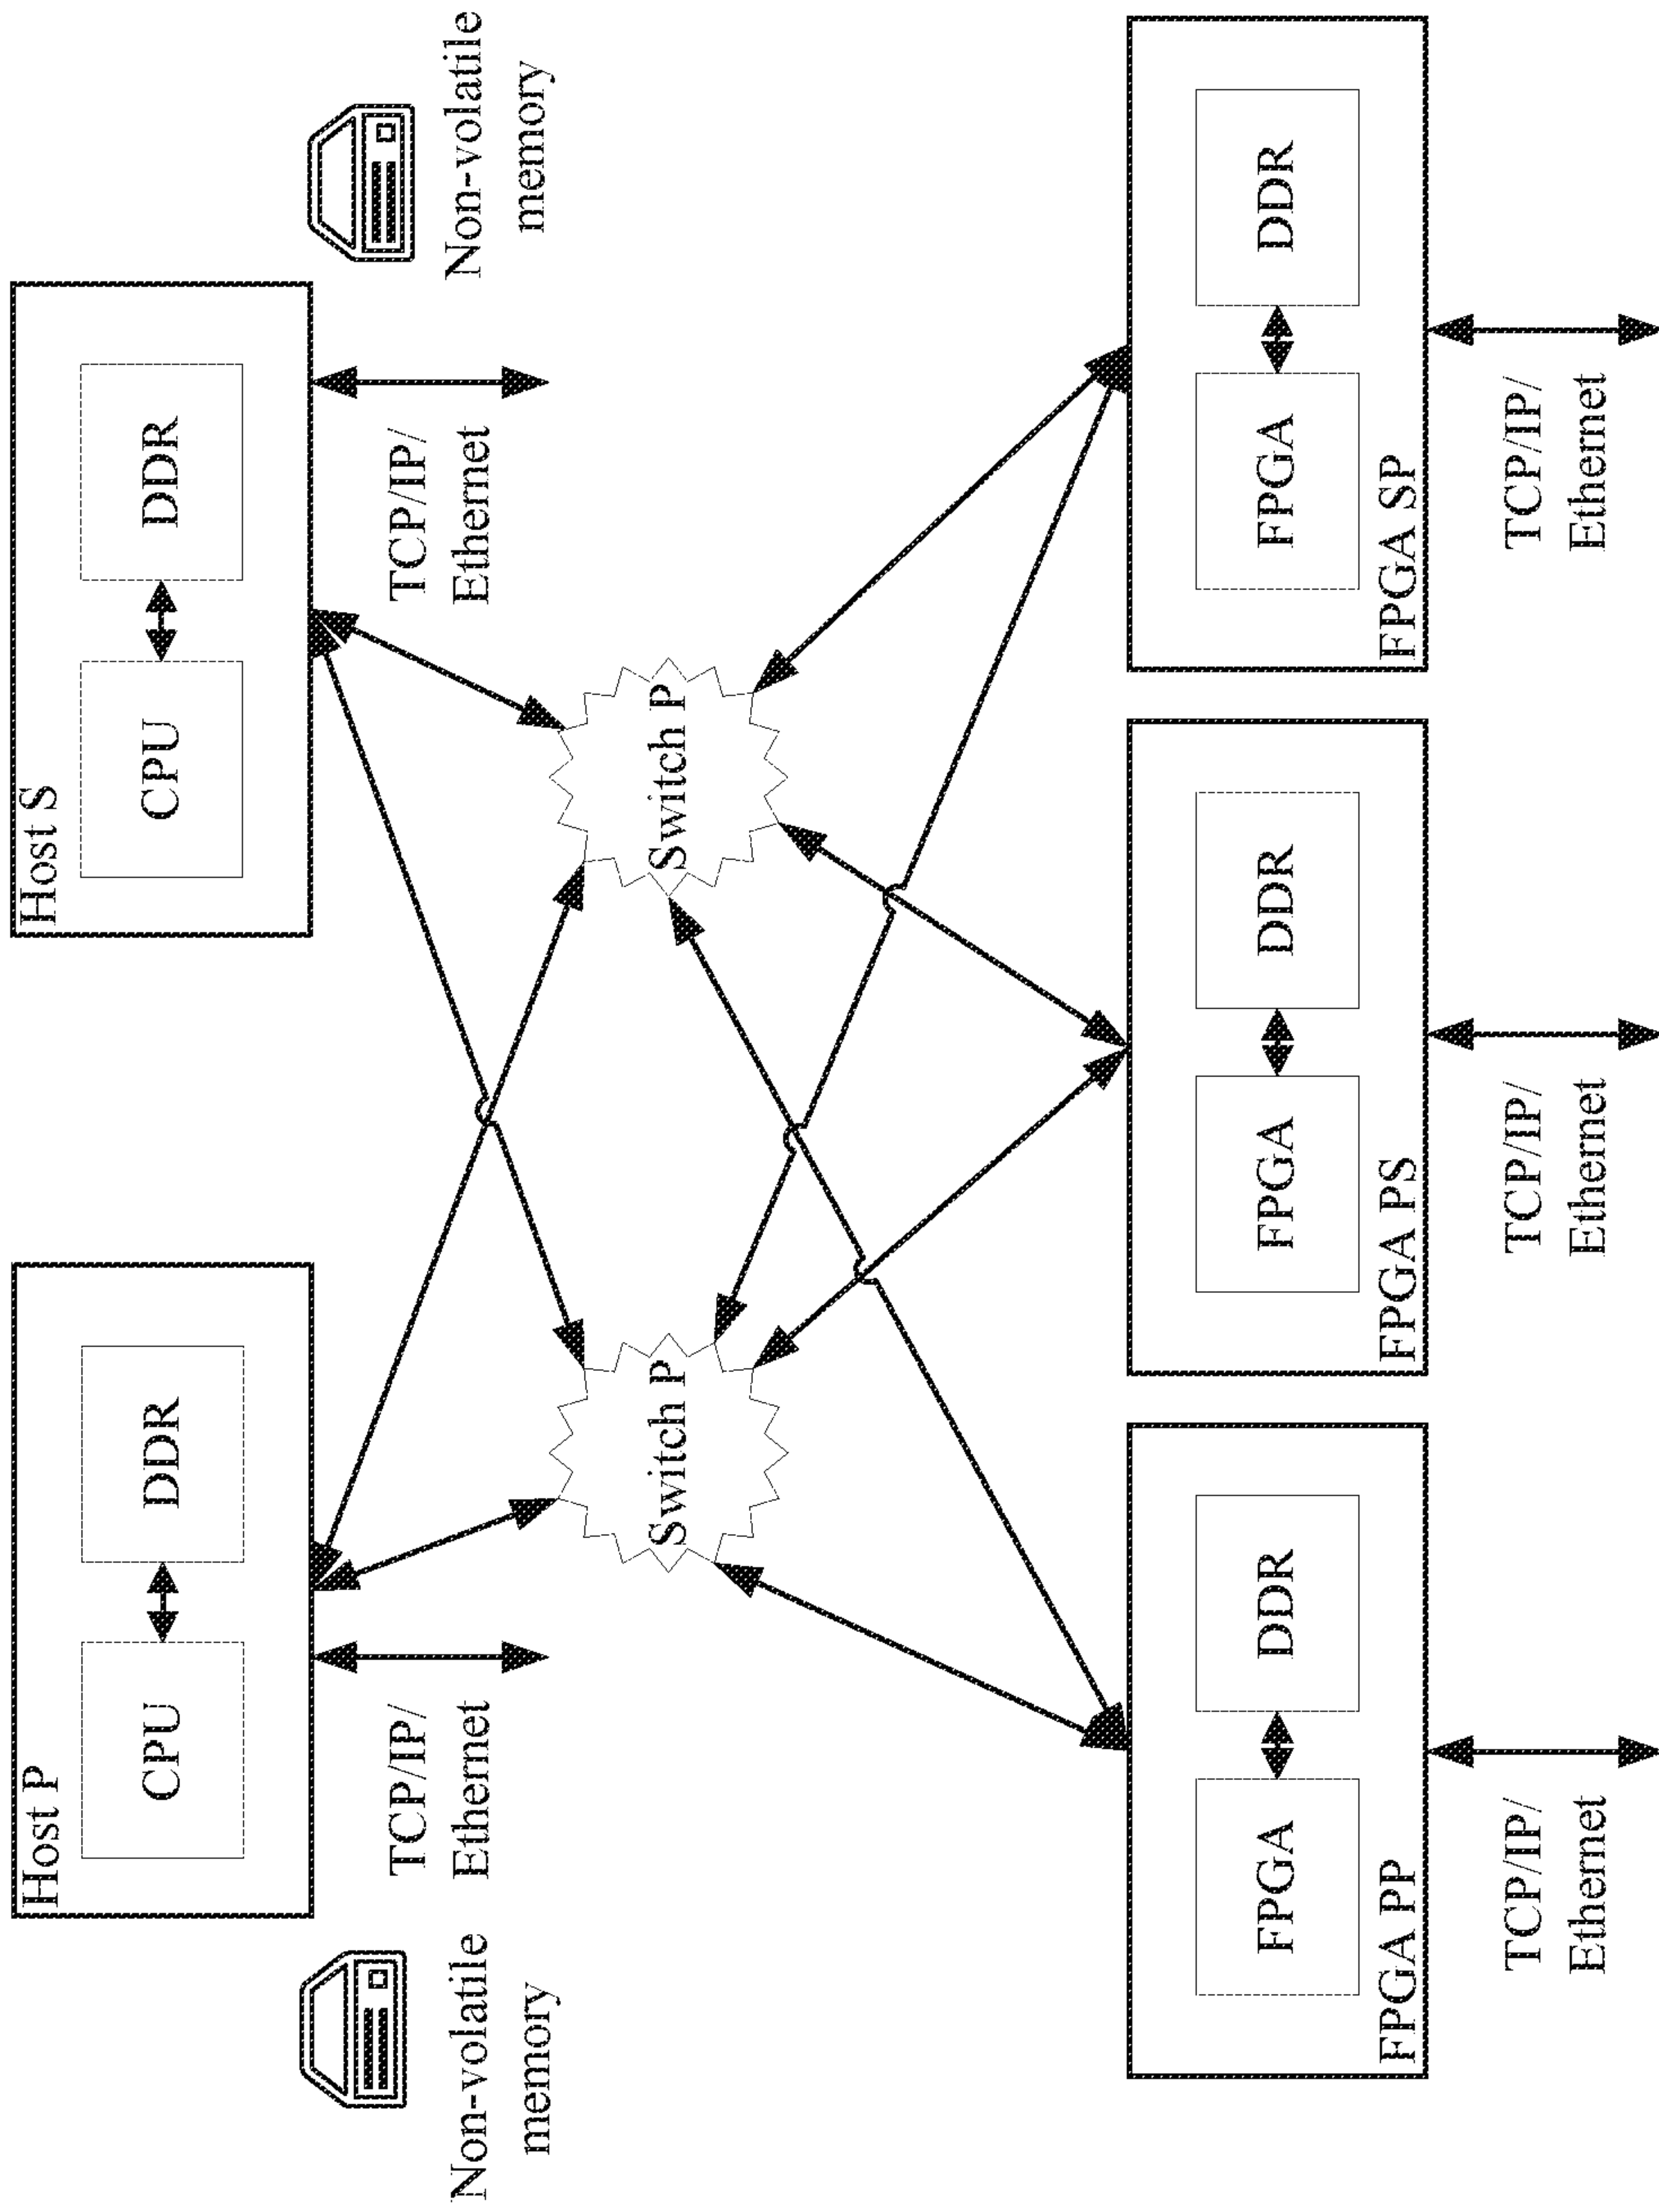 Host P
CPU
DDR
Host S
CPU
DDR
Non-volatile
memory
TCP/IP/
Ethernet
TCP/IP/
Ethernet
Non-volatile
memory
Switch P
Switch P
FPGA
DDR
FPGA PP
FPGA
DDR
FPGA PS
FPGA
DDR
FPGA SP
TCP/IP/
Ethernet
TCP/IP/
Ethernet
TCP/IP/
Ethernet